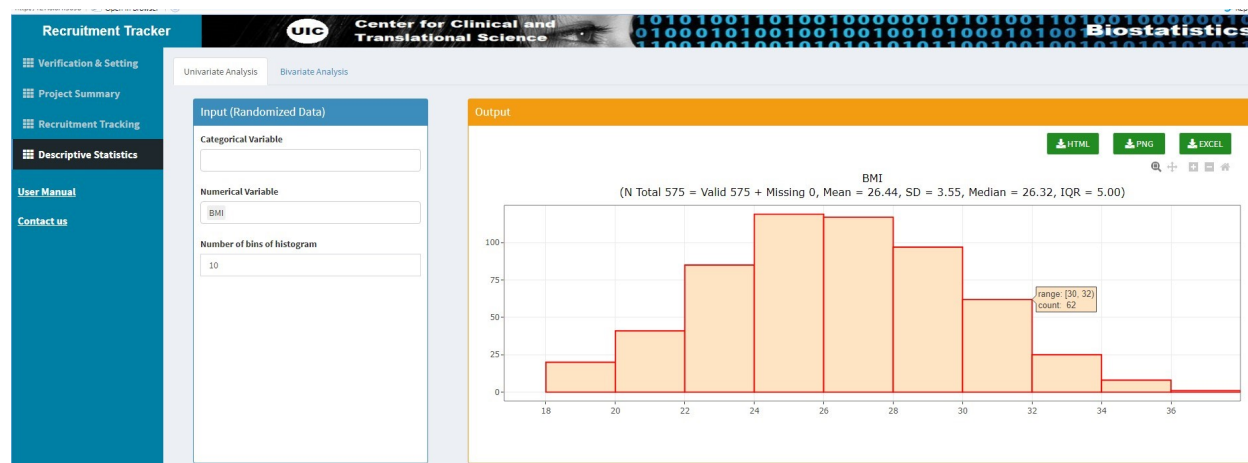 Open in Browser
Recruitment Tracker
UIC
Center for Clinical and
Translational Science
Biostatistics
Verification & Setting
Project Summary
Recruitment Tracking
Descriptive Statistics
User Manual
Contact us
Univariate Analysis Bivariate Analysis
Input (Randomized Data)
Categorical Variable
Numerical Variable
BMI
Number of bins of histogram
10
Output
HTML PNG EXCEL
BMI
(N Total 575 = Valid 575 + Missing 0, Mean = 26.44, SD = 3.55, Median = 26.32, IQR = 5.00)
100
75
50
25
0
range: [30, 32)
count: 62
18 20 22 24 26 28 30 32 34 36